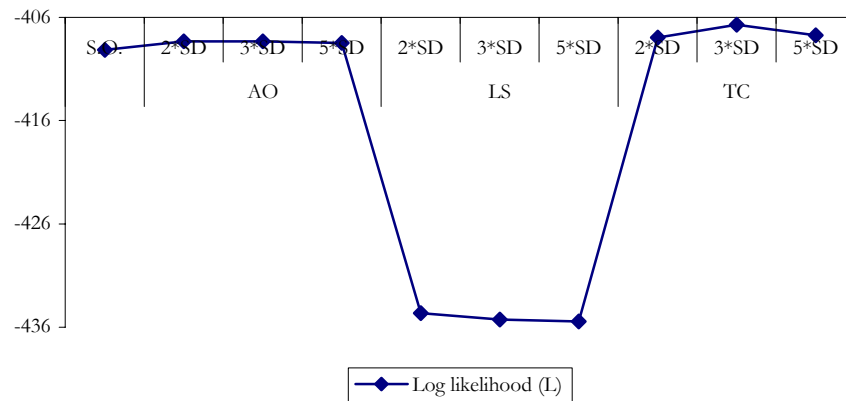 -406
S.O. 2*SD 3*SD 5*SD 2*SD 3*SD 5*SD 2*SD 3*SD 5*SD
AO LS TC
-416
-426
-436
Log likelihood (L)